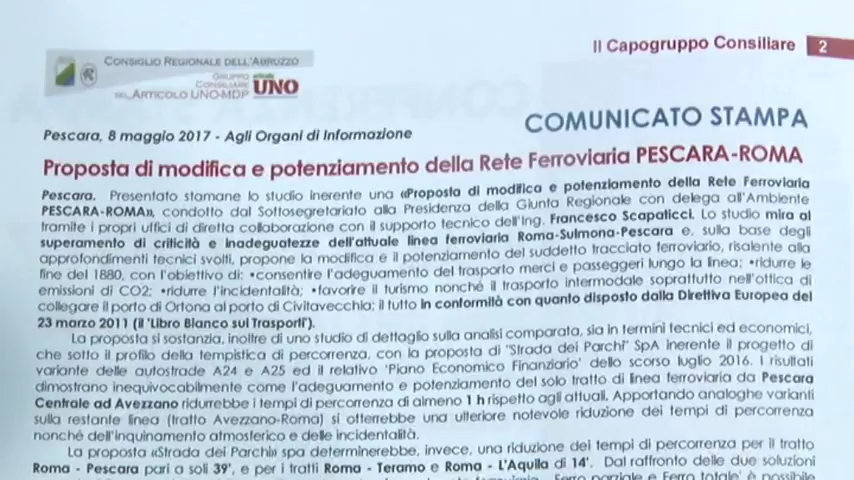 Il Capogruppo Consiliare 2
CONSIGLIO REGIONALE DELL'ABRUZZO
GRUPPO
CONSILIARE UNO
DEL ARTICOLO UNO-MDP
COMUNICATO STAMPA
Pescara, 8 maggio 2017 - Agli Organi di Informazione
Proposta di modifica e potenziamento della Rete Ferroviaria PESCARA-ROMA
Pescara. Presentato stamane lo studio inerente una «Proposta di modifica e potenziamento della Rete Ferroviaria
PESCARA-ROMA», condotto dal Sottosegretariato alla Presidenza della Giunta Regionale con delega all'Ambiente
tramite i propri uffici di diretta collaborazione con il supporto tecnico dell'Ing. Francesco Scapaticci. Lo studio mira al
superamento di criticità e inadeguatezze dell'attuale linea ferroviaria Roma-Sulmona-Pescara e, sulla base degli
approfondimenti tecnici svolti, propone la modifica e il potenziamento del suddetto tracciato ferroviario, risalente alla
fine del 1880, con l'obiettivo di: •consentire l'adeguamento del trasporto merci e passeggeri lungo la linea; •ridurre le
emissioni di CO2; •ridurre l'incidentalità; •favorire il turismo nonché il trasporto intermodale soprattutto nell'ottica di
collegare il porto di Ortona al porto di Civitavecchia; il tutto in conformità con quanto disposto dalla Direttiva Europea del
23 marzo 2011 (il 'Libro Bianco sui Trasporti').
La proposta si sostanzia, inoltre di uno studio di dettaglio sulla analisi comparata, sia in termini tecnici ed economici,
che sotto il profilo della tempistica di percorrenza, con la proposta di "Strada dei Parchi" SpA inerente il progetto di
variante delle autostrade A24 e A25 ed il relativo 'Piano Economico Finanziario' dello scorso luglio 2016. I risultati
dimostrano inequivocabilmente come l'adeguamento e potenziamento del solo tratto di linea ferroviaria da Pescara
Centrale ad Avezzano ridurrebbe i tempi di percorrenza di almeno 1 h rispetto agli attuali. Apportando analoghe varianti
sulla restante linea (tratto Avezzano-Roma) si otterrebbe una ulteriore notevole riduzione dei tempi di percorrenza
nonché dell'inquinamento atmosferico e delle incidentalità.
La proposta «Strada dei Parchi» spa determinerebbe, invece, una riduzione dei tempi di percorrenza per il tratto
Roma - Pescara pari a soli 39', e per i tratti Roma - Teramo e Roma - L'Aquila di 14'. Dal raffronto delle due soluzioni
Ferro parziale e Ferro totale' è possibile